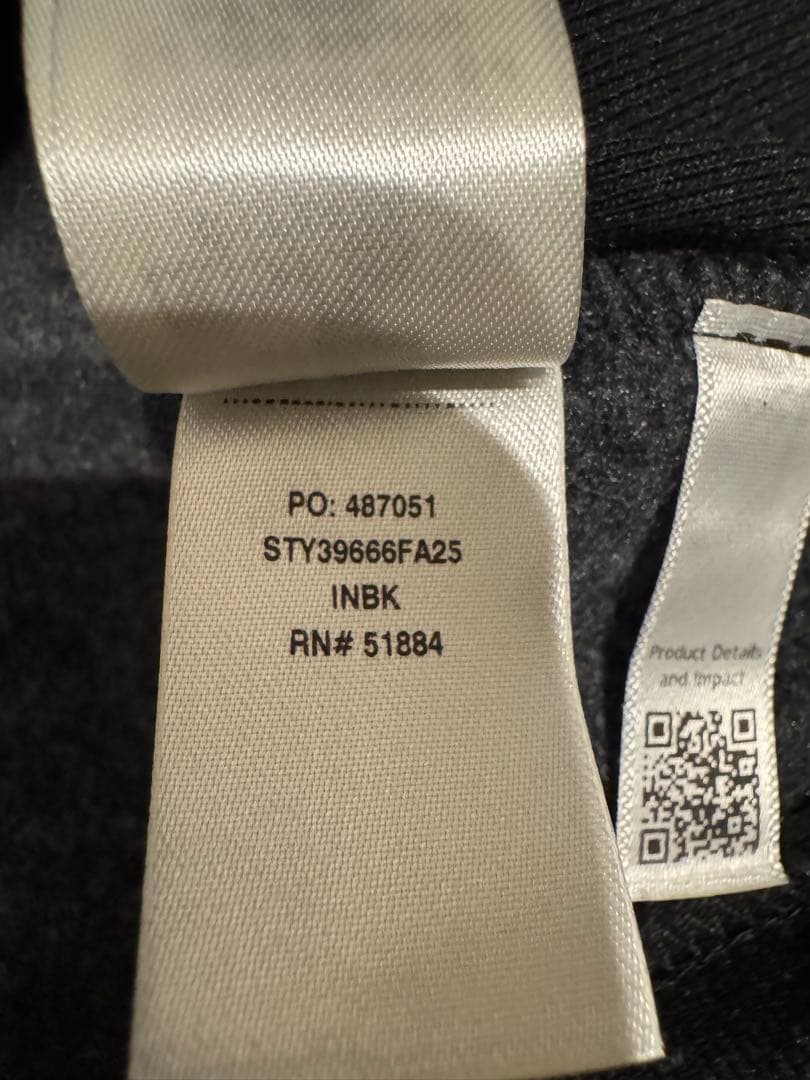 PO: 487051
STY39666FA25
INBK
RN# 51884
Product Details
and Impact